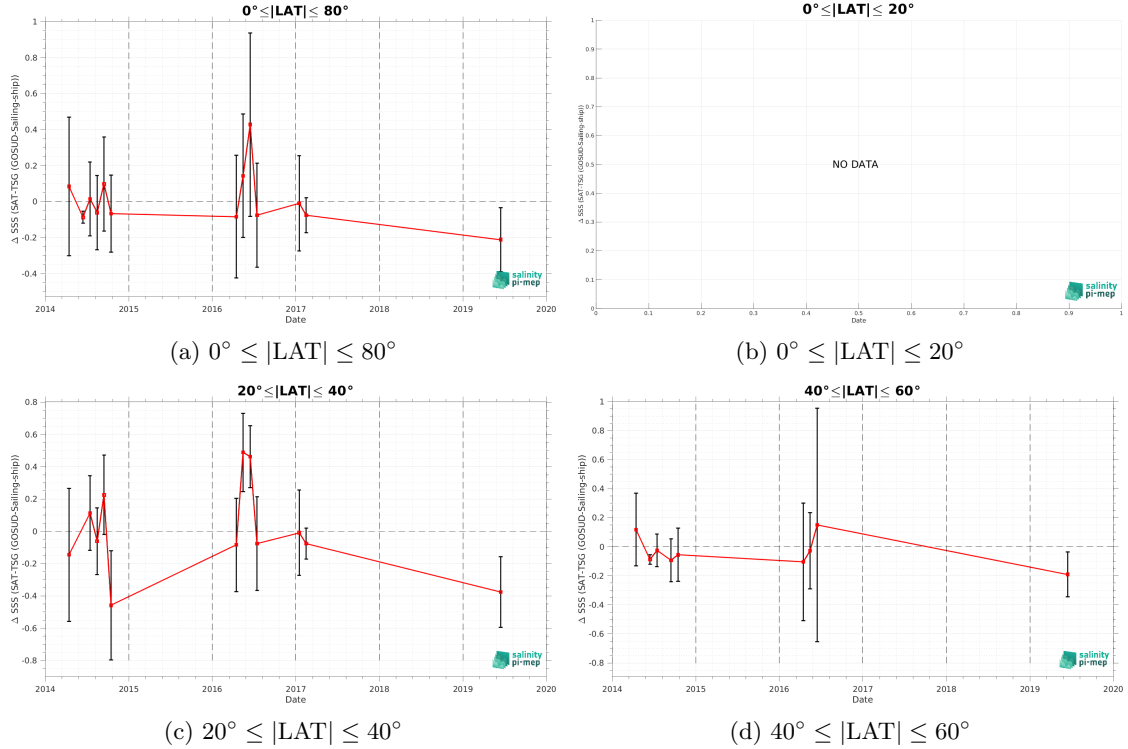 0°≤|LAT|≤ 80°
Δ SSS (SAT-TSG (GOSUD-Sailing-ship))
1
0.8
0.6
0.4
0.2
0
-0.2
-0.4
2014 2015 2016 2017 2018 2019 2020
Date
salinity
pi-mep
(a) 0° ≤ |LAT| ≤ 80°
0°≤|LAT|≤ 20°
Δ SSS (SAT-TSG (GOSUD-Sailing-ship))
1
0.9
0.8
0.7
0.6
0.5
0.4
0.3
0.2
0.1
0
NO DATA
0 0.1 0.2 0.3 0.4 0.5 0.6 0.7 0.8 0.9 1
Date
salinity
pi-mep
(b) 0° ≤ |LAT| ≤ 20°
20°≤|LAT|≤ 40°
Δ SSS (SAT-TSG (GOSUD-Sailing-ship))
0.8
0.6
0.4
0.2
0
-0.2
-0.4
-0.6
-0.8
2014 2015 2016 2017 2018 2019 2020
Date
salinity
pi-mep
(c) 20° ≤ |LAT| ≤ 40°
40°≤|LAT|≤ 60°
Δ SSS (SAT-TSG (GOSUD-Sailing-ship))
1
0.8
0.6
0.4
0.2
0
-0.2
-0.4
-0.6
-0.8
2014 2015 2016 2017 2018 2019 2020
Date
salinity
pi-mep
(d) 40° ≤ |LAT| ≤ 60°